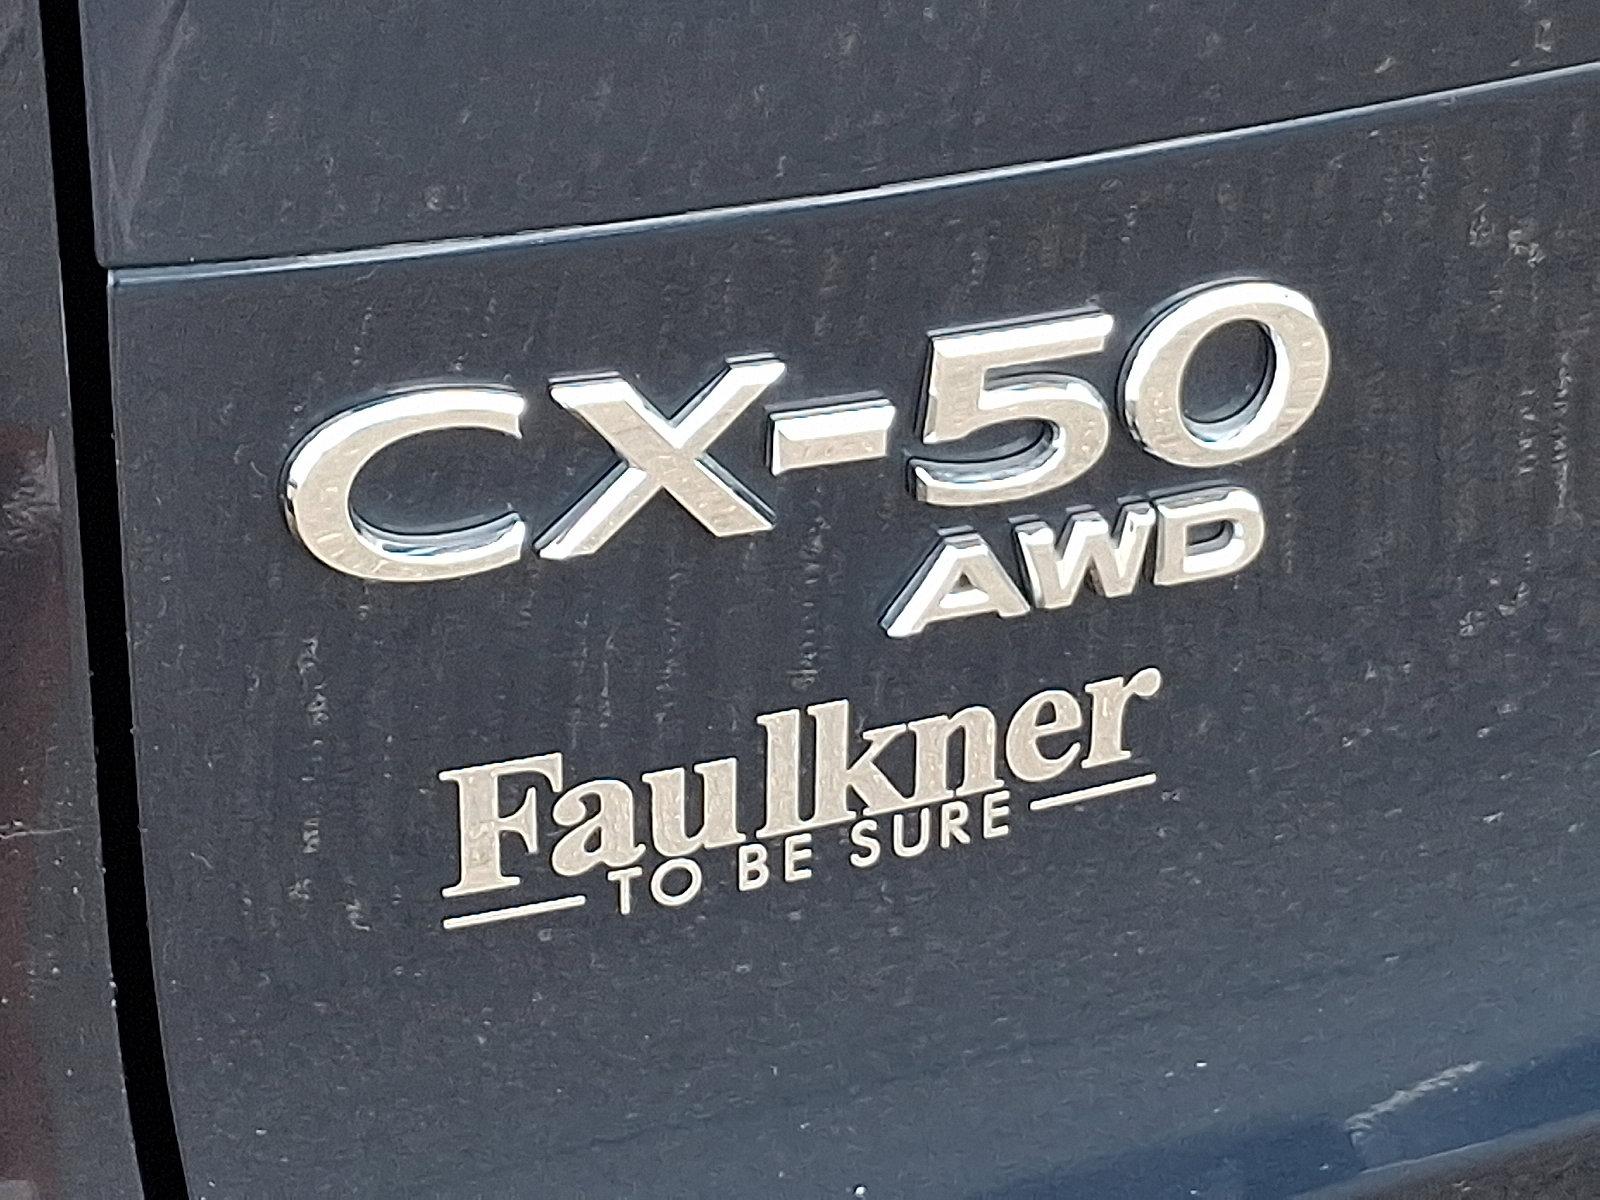 CX-50
AWD
Faulkner
TO BE SURE